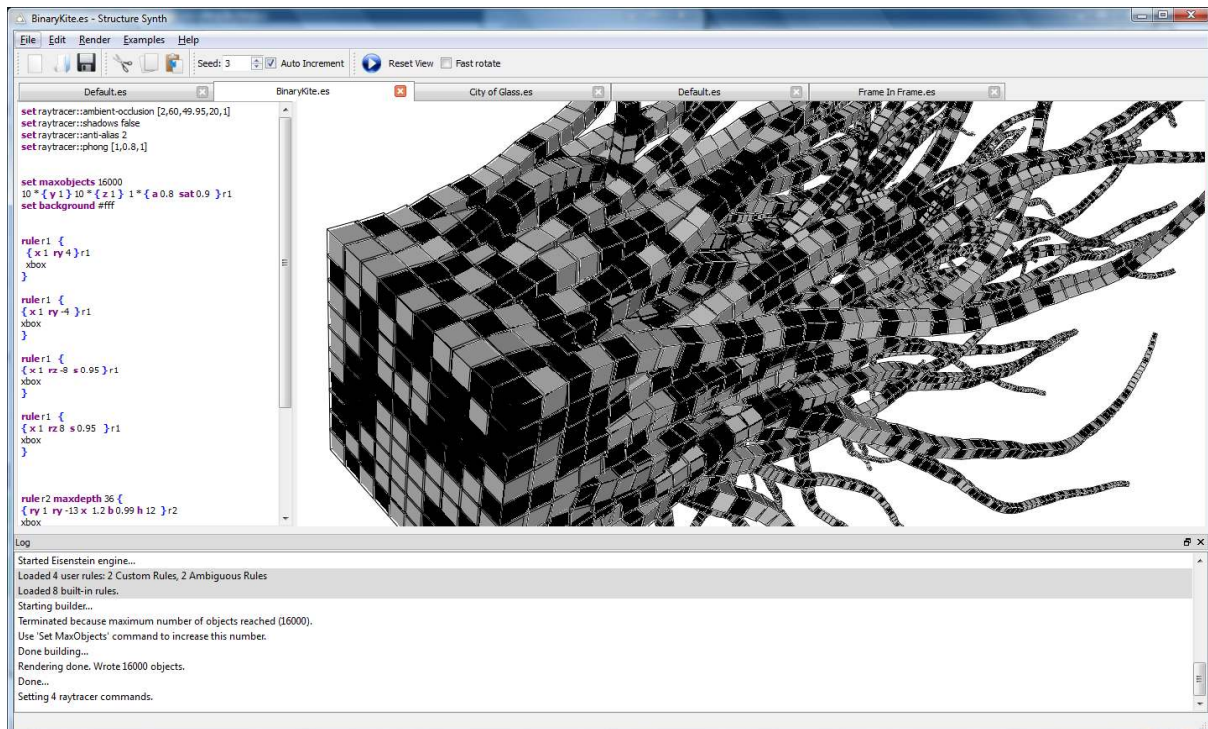 BinaryKite.es - Structure Synth
File Edit Render Examples Help
Seed: 3 Auto Increment Reset View Fast rotate
Default.es BinaryKite.es City of Glass.es Default.es Frame In Frame.es
set raytracer::ambient-occlusion [2,60,49.95,20,1]
set raytracer::shadows false
set raytracer::anti-alias 2
set raytracer::phong [1,0.8,1]
set maxobjects 16000
10 * { y 1 } 10 * { z 1 } 1 * { a 0.8 sat 0.9 } r1
set background #fff
rule r1 {
{ x 1 ry 4 } r1
xbox
}
rule r1 {
{ x 1 ry -4 } r1
xbox
}
rule r1 {
{ x 1 rz -8 s 0.95 } r1
xbox
}
rule r1 {
{ x 1 rz 8 s 0.95 } r1
xbox
}
rule r2 maxdepth 36 {
{ ry 1 ry -13 x 1.2 b 0.99 h 12 } r2
xbox
Log
Started Eisenstein engine...
Loaded 4 user rules: 2 Custom Rules, 2 Ambiguous Rules
Loaded 8 built-in rules.
Starting builder...
Terminated because maximum number of objects reached (16000).
Use 'Set MaxObjects' command to increase this number.
Done building...
Rendering done. Wrote 16000 objects.
Done...
Setting 4 raytracer commands.